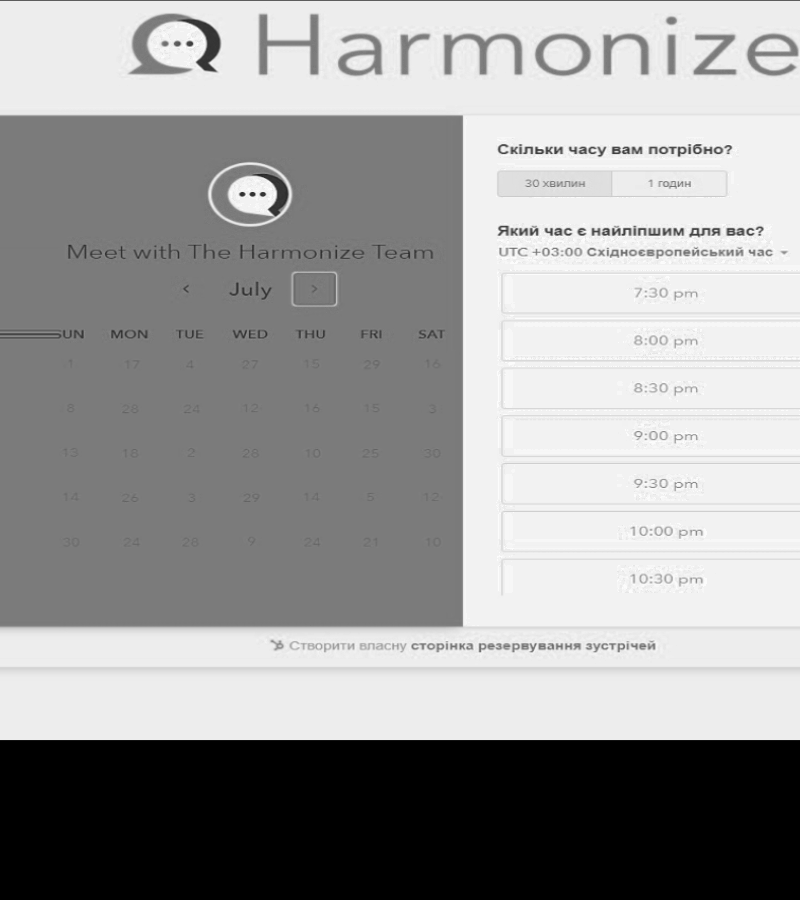 Harmonize
Meet with The Harmonize Team
< July >
SUN MON TUE WED THU FRI SAT
1 17 4 27 15 29 16
8 28 24 12 16 15 3
13 18 2 28 10 25 30
14 26 3 29 14 5 12
30 24 28 9 24 21 10
Скільки часу вам потрібно?
30 хвилин 1 годин
Який час є найліпшим для вас?
UTC +03:00 Східноєвропейський час
7:30 pm
8:00 pm
8:30 pm
9:00 pm
9:30 pm
10:00 pm
10:30 pm
Створити власну сторінка резервування зустрічей